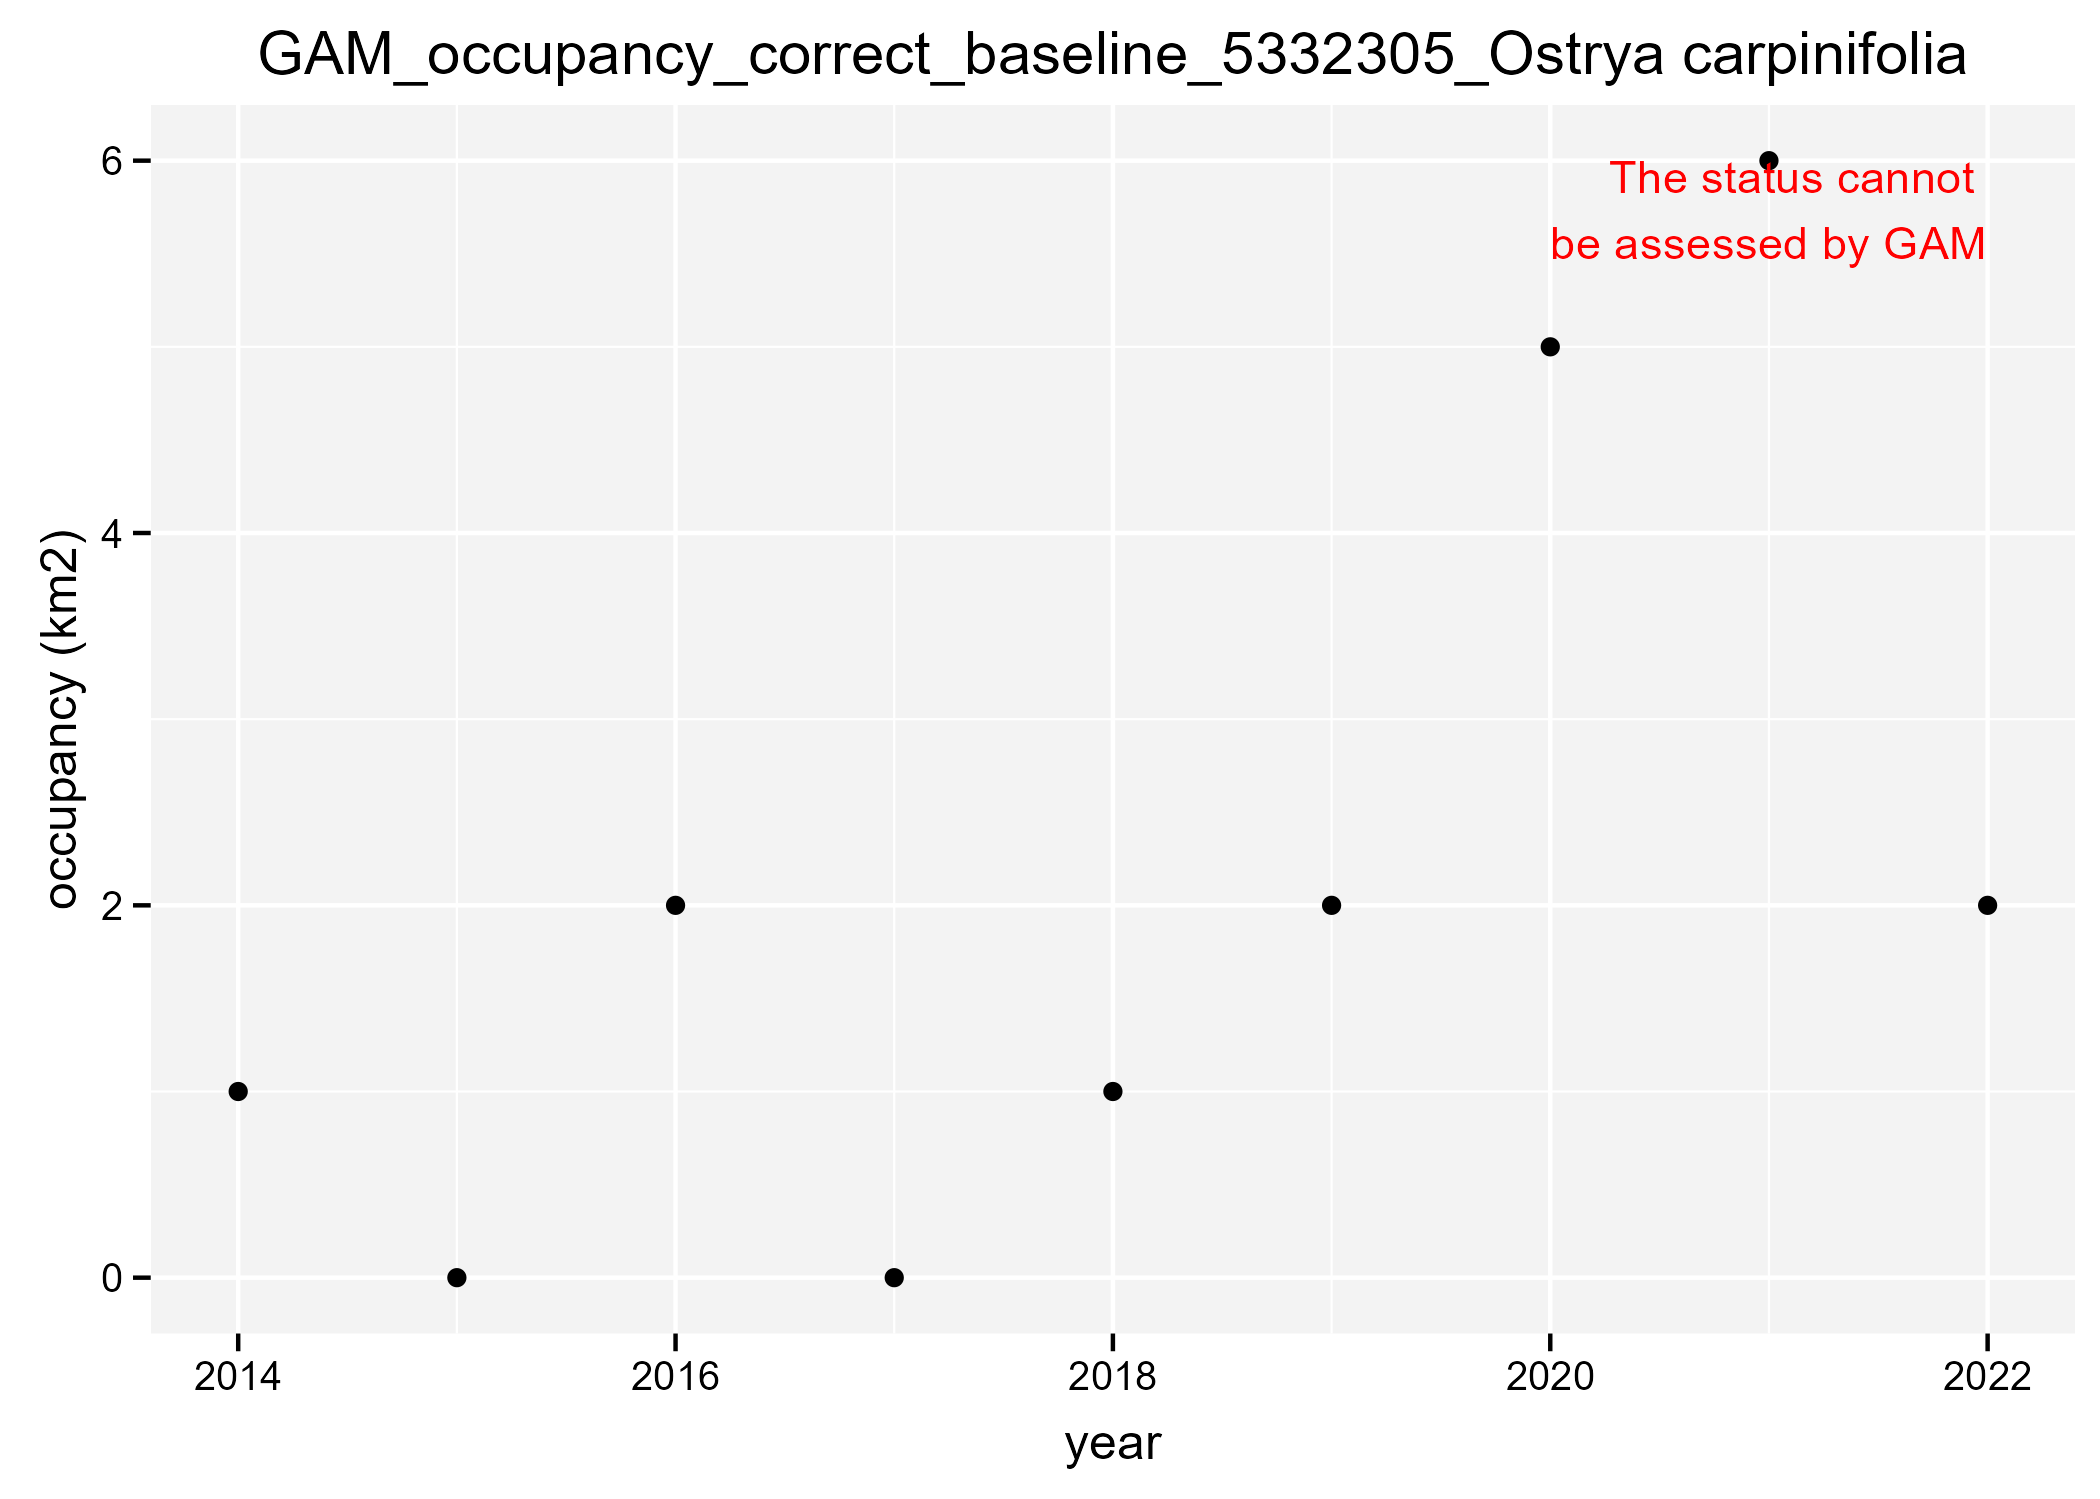 GAM_occupancy_correct_baseline_5332305_Ostrya carpinifolia
The status cannot
be assessed by GAM
occupancy (km2)
6
4
2
0
2014 2016 2018 2020 2022
year